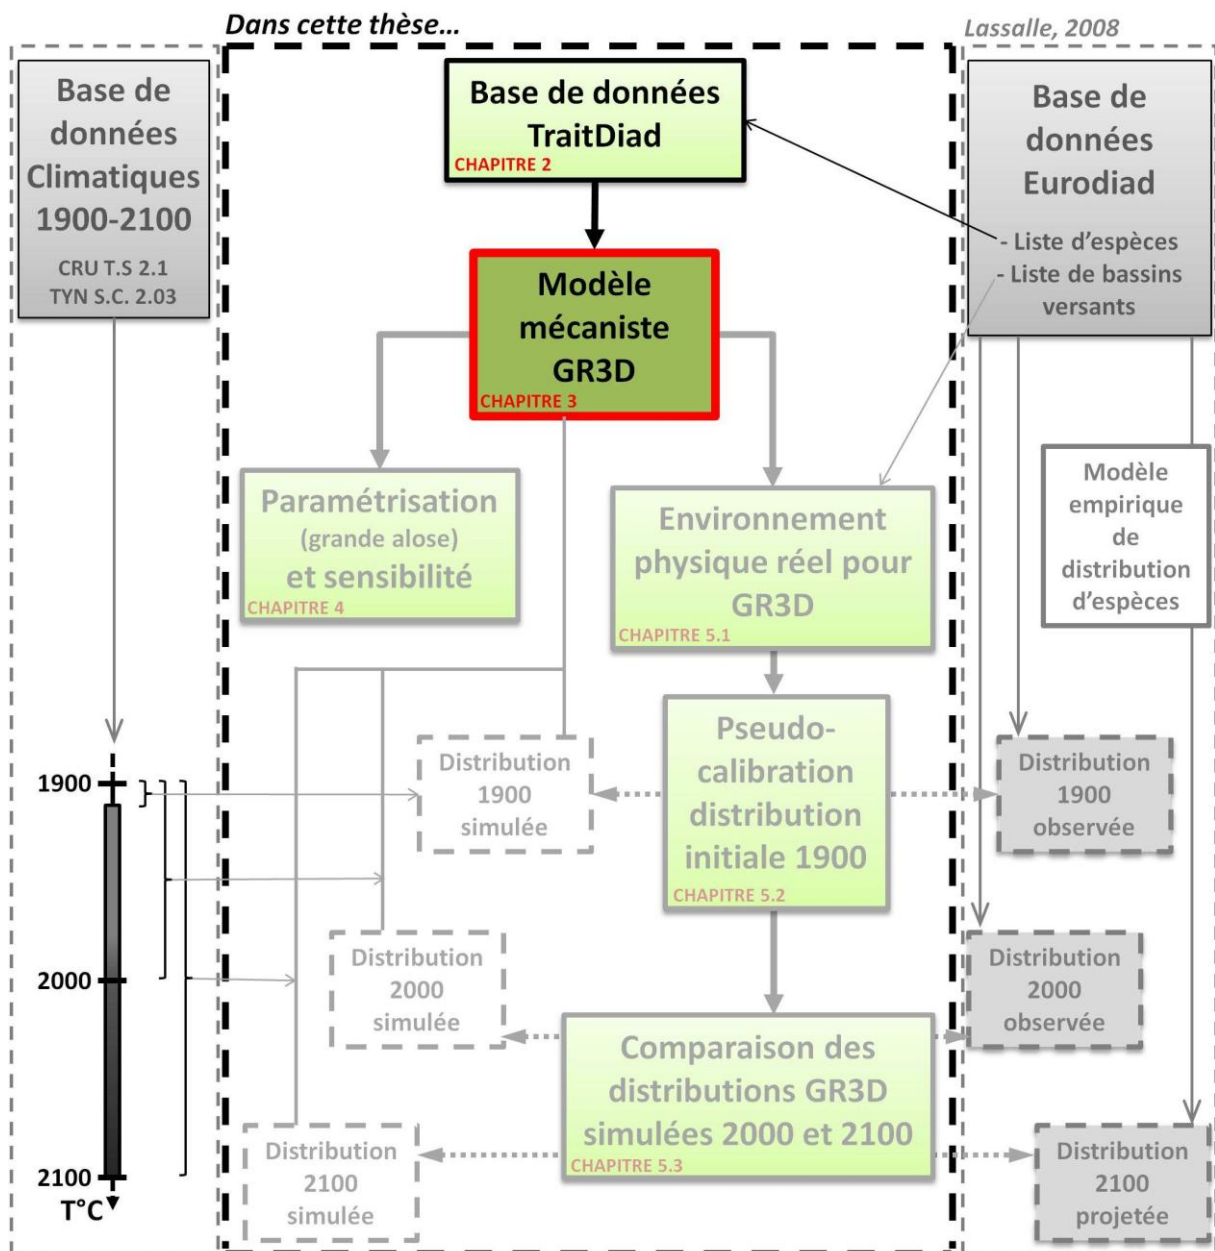 Dans cette thèse...
Lassalle, 2008
Base de
données
Climatiques
1900-2100
CRU T.S 2.1
TYN S.C. 2.03
Base de données
TraitDiad
CHAPITRE 2
Base de
données
Eurodiad
- Liste d'espèces
- Liste de bassins
versants
Modèle
mécaniste
GR3D
CHAPITRE 3
Paramétrisation
(grande alose)
et sensibilité
CHAPITRE 4
Environnement
physique réel pour
GR3D
CHAPITRE 5.1
Modèle
empirique
de
distribution
d'espèces
Pseudo-
calibration
distribution
initiale 1900
CHAPITRE 5.2
1900
2000
2100
T°C
Distribution
1900
simulée
Distribution
1900
observée
Distribution
2000
simulée
Distribution
2000
observée
Comparaison des
distributions GR3D
simulées 2000 et 2100
CHAPITRE 5.3
Distribution
2100
simulée
Distribution
2100
projetée